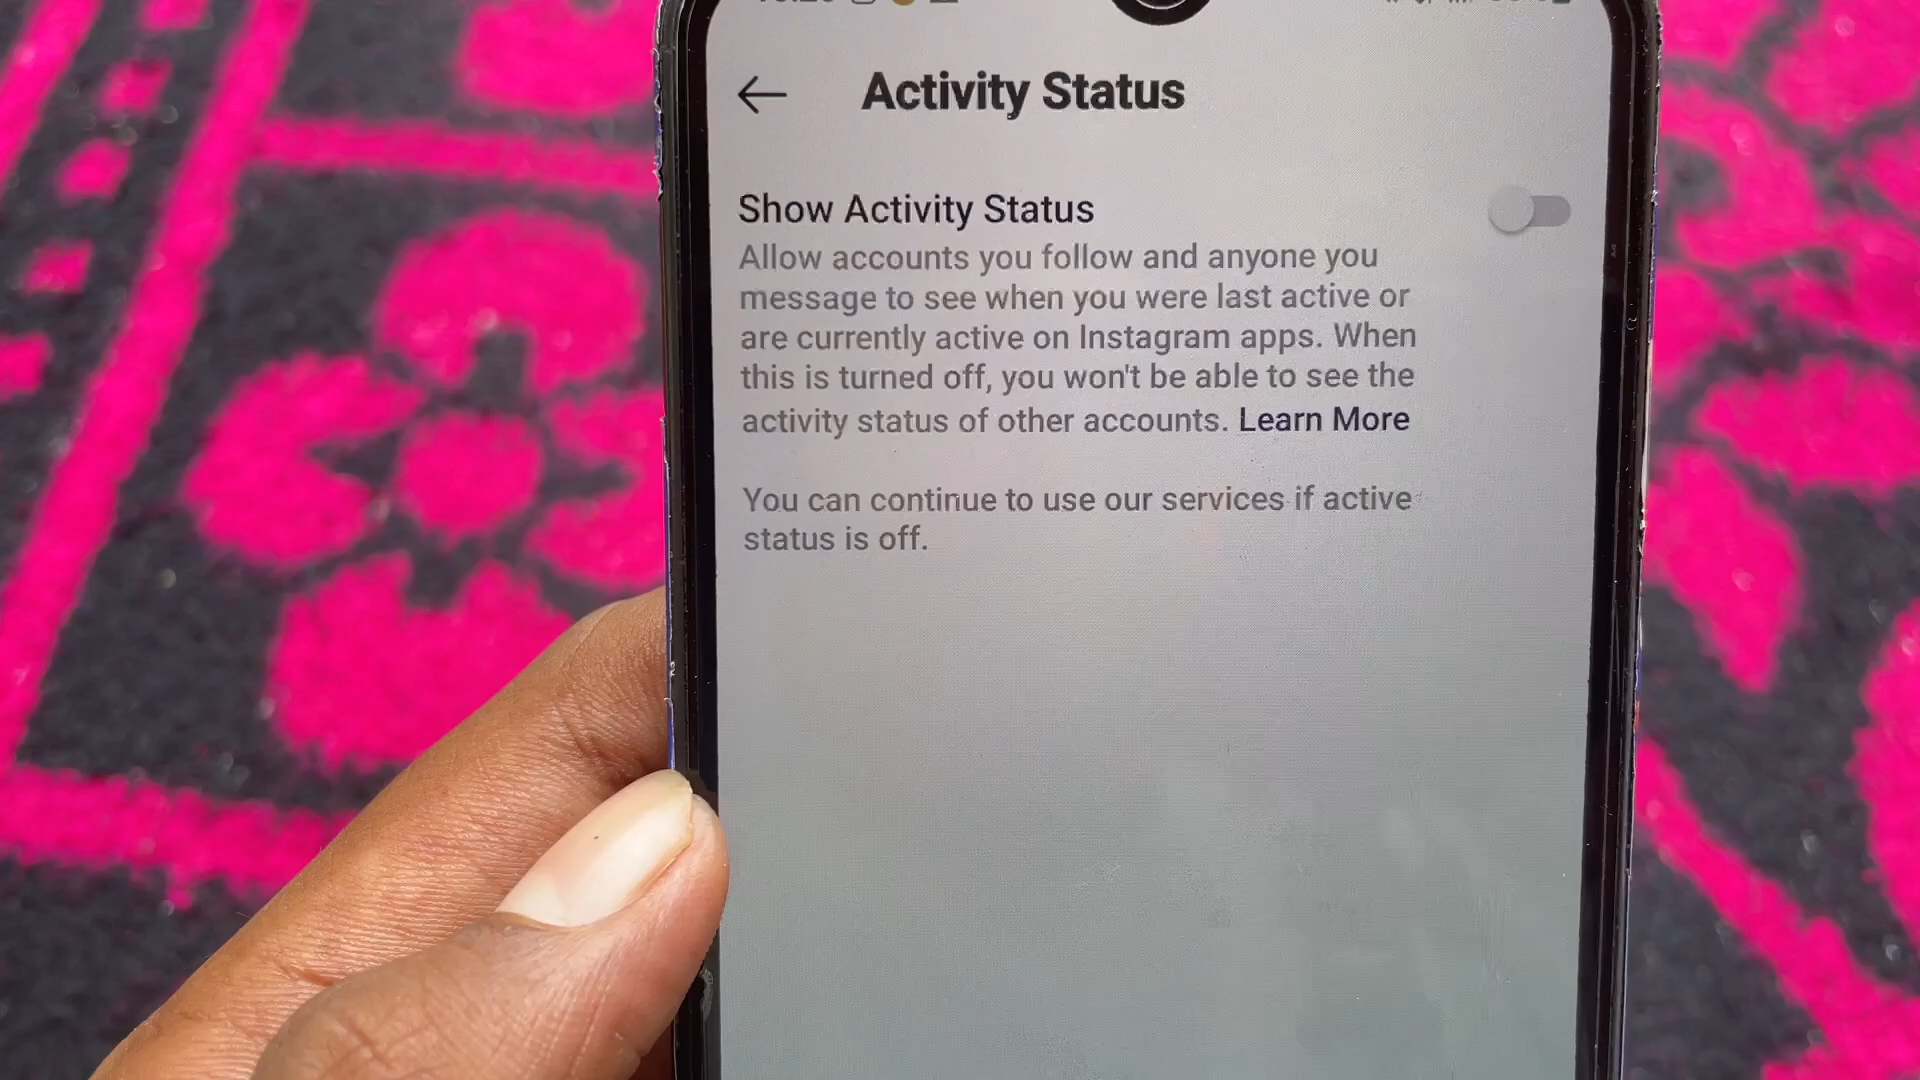 Activity Status
Show Activity Status
Allow accounts you follow and anyone you
message to see when you were last active or
are currently active on Instagram apps. When
this is turned off, you won't be able to see the
activity status of other accounts. Learn More
You can continue to use our services if active
status is off.